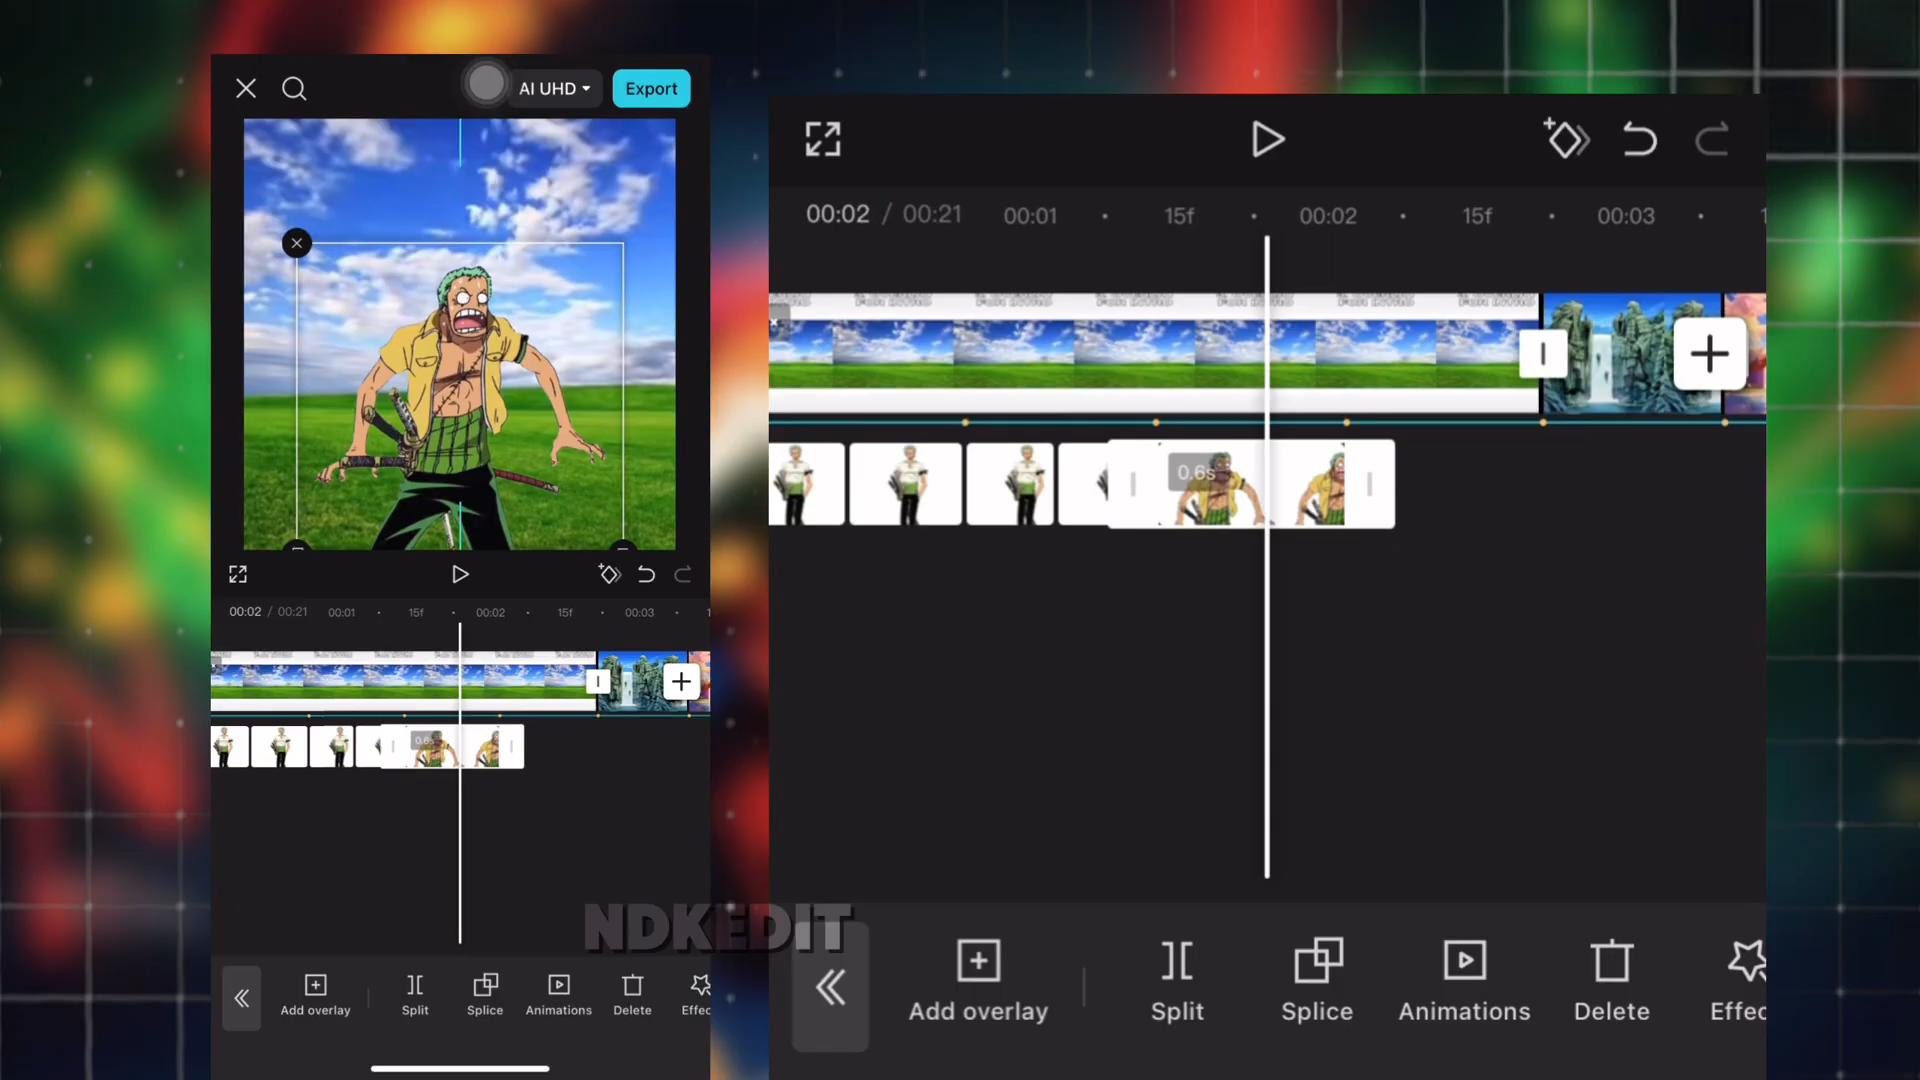 AI UHD
Export
00:02 / 00:21
00:01
15f
00:02
15f
00:03
0.6s
Add overlay
Split
Splice
Animations
Delete
Effec
00:02 / 00:21
00:01
15f
00:02
15f
00:03
0.6s
Add overlay
Split
Splice
Animations
Delete
Effec
NDKEDIT